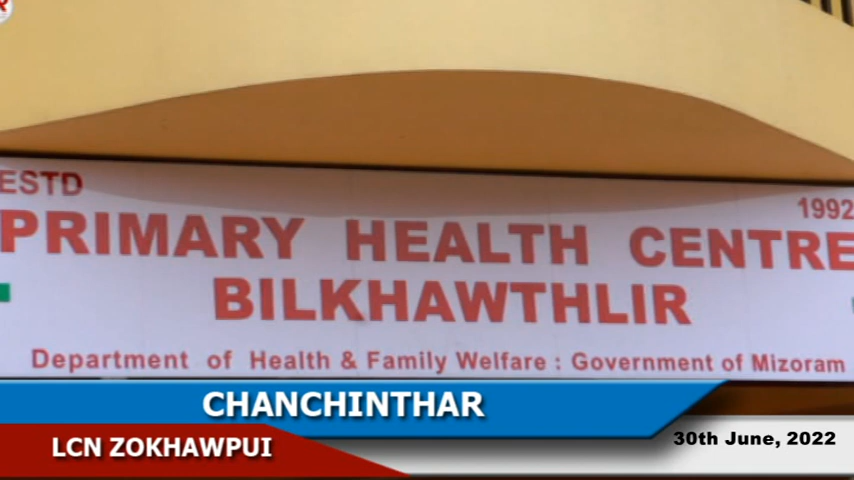 ESTD 1992
PRIMARY HEALTH CENTRE
BILKHAWTHLIR
Department of Health & Family Welfare : Government of Mizoram
CHANCHINTHAR
LCN ZOKHAWPUI
30th June, 2022